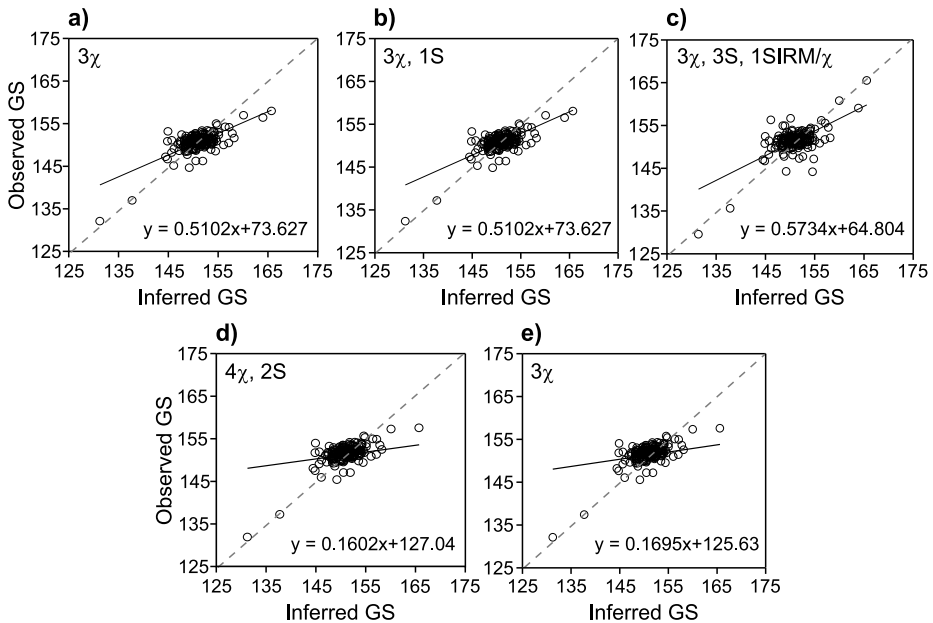 a)
3χ
175
165
155
145
135
125
Observed GS
y = 0.5102x+73.627
125 135 145 155 165 175
Inferred GS
b)
3χ, 1S
175
165
155
145
135
125
y = 0.5102x+73.627
125 135 145 155 165 175
Inferred GS
c)
3χ, 3S, 1SIRM/χ
175
165
155
145
135
125
y = 0.5734x+64.804
125 135 145 155 165 175
Inferred GS
d)
4χ, 2S
175
165
155
145
135
125
Observed GS
y = 0.1602x+127.04
125 135 145 155 165 175
Inferred GS
e)
3χ
175
165
155
145
135
125
y = 0.1695x+125.63
125 135 145 155 165 175
Inferred GS